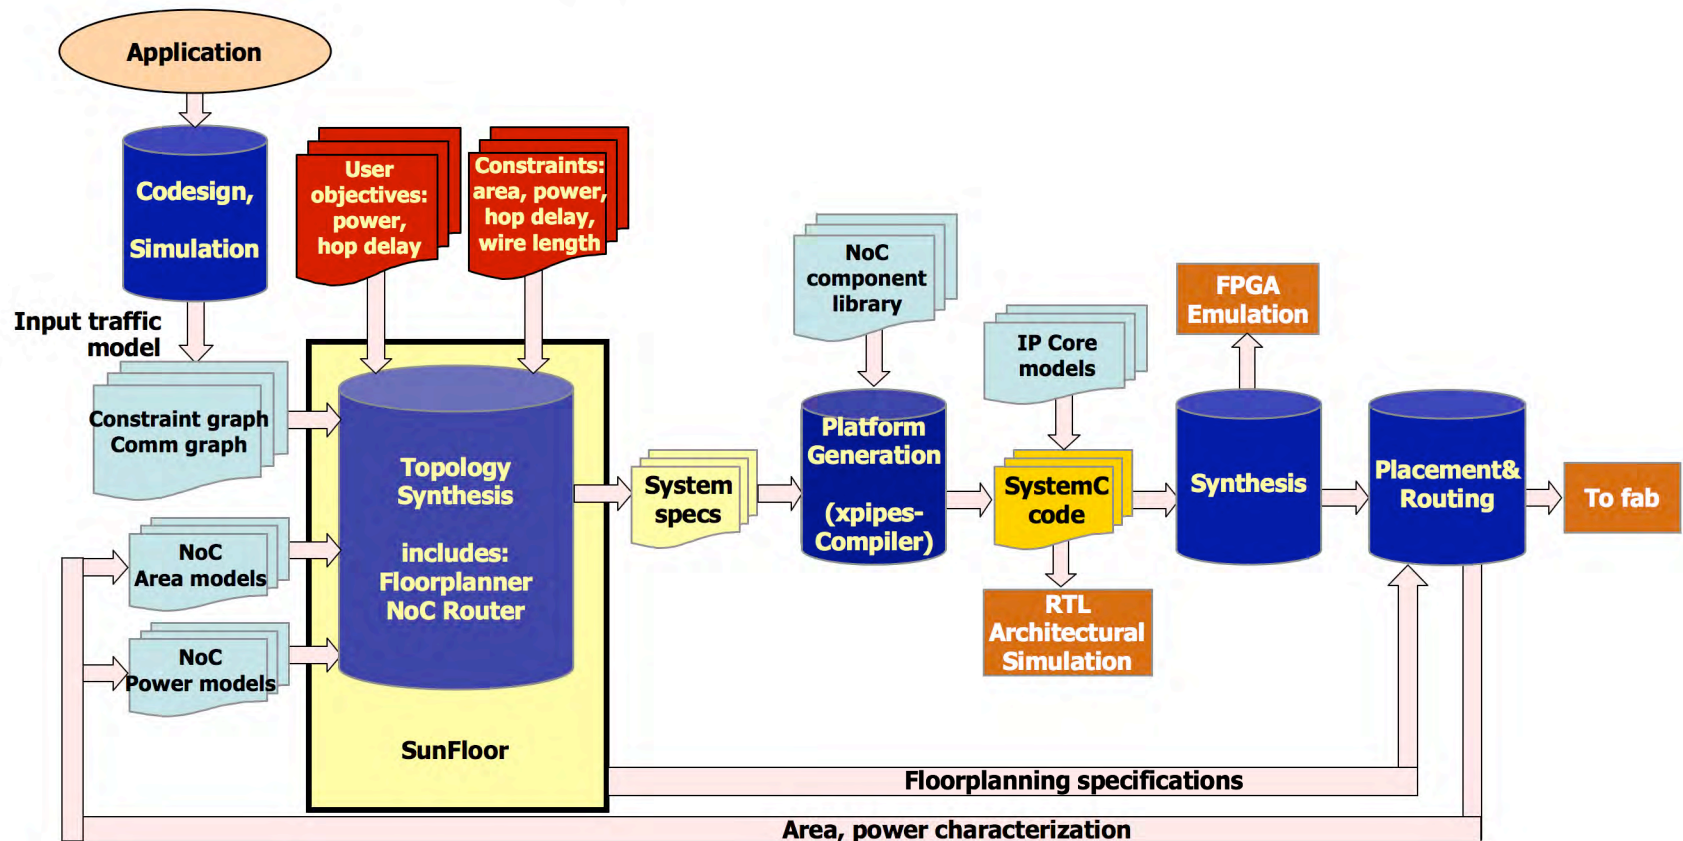 Application
Codesign,
Simulation
Input traffic
model
User
objectives:
power,
hop delay
Constraints:
area, power,
hop delay,
wire length
Constraint graph
Comm graph
NoC
Area models
NoC
Power models
Topology
Synthesis
includes:
Floorplanner
NoC Router
SunFloor
System
specs
NoC
component
library
Platform
Generation
(xpipes-
Compiler)
IP Core
models
SystemC
code
RTL
Architectural
Simulation
FPGA
Emulation
Synthesis
Placement&
Routing
To fab
Floorplanning specifications
Area, power characterization